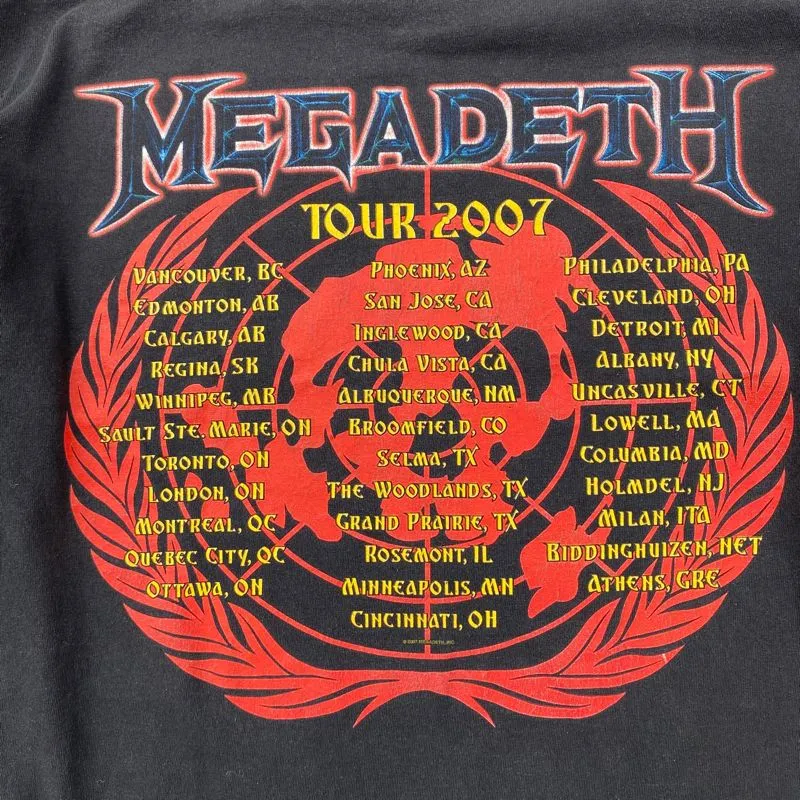 MEGADETH
TOUR 2007
VANCOUVER, BC
EDMONTON, AB
CALGARY, AB
REGINA, SK
WINNIPEG, MB
SAULT STE. MARIE, ON
TORONTO, ON
LONDON, ON
MONTREAL, QC
QUEBEC CITY, QC
OTTAWA, ON
PHOENIX, AZ
SAN JOSE, CA
INGLEWOOD, CA
CHULA VISTA, CA
ALBUQUERQUE, NM
BROOMFIELD, CO
SELMA, TX
THE WOODLANDS, TX
GRAND PRAIRIE, TX
ROSEMONT, IL
MINNEAPOLIS, MN
CINCINNATI, OH
PHILADELPHIA, PA
CLEVELAND, OH
DETROIT, MI
ALBANY, NY
UNCASVILLE, CT
LOWELL, MA
COLUMBIA, MD
HOLMDEL, NJ
MILAN, ITA
BIDDINGHUIZEN, NET
ATHENS, GRE
© 2007 MEGADETH, INC.